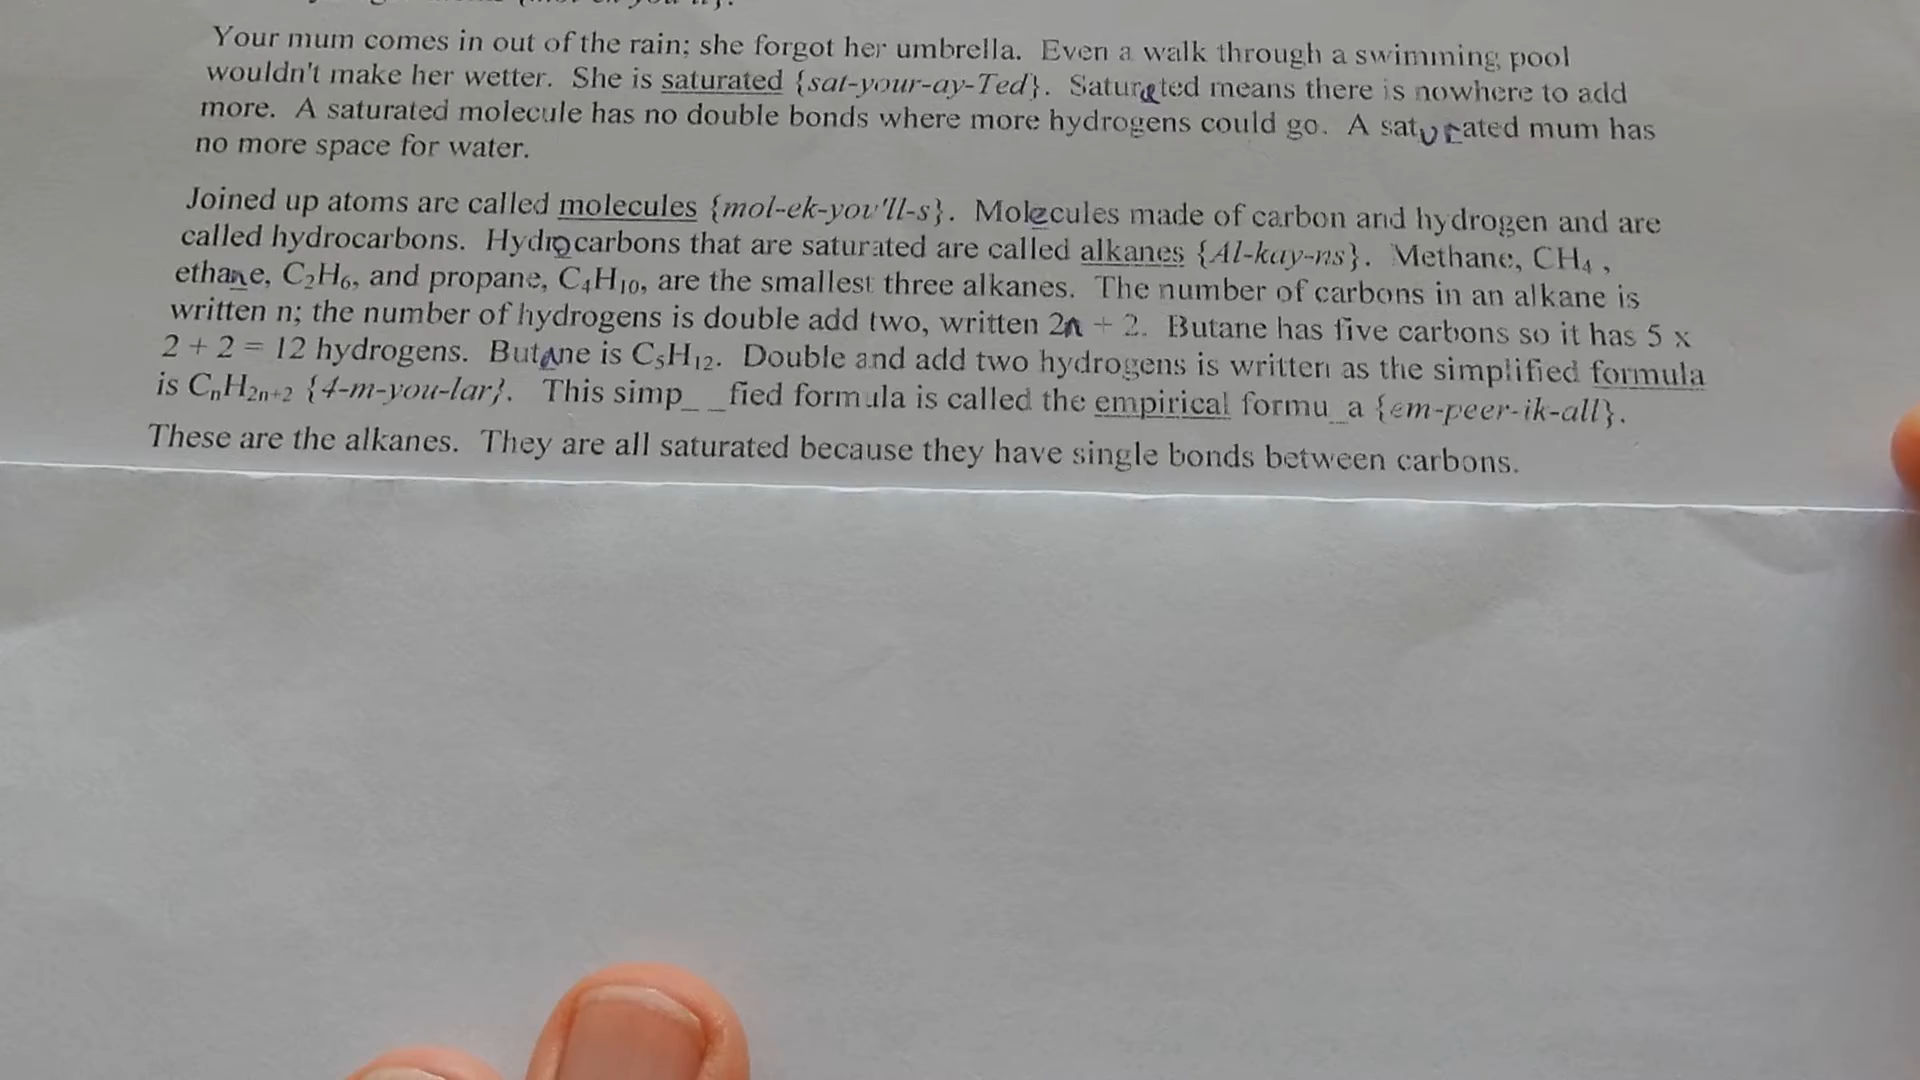 Your mum comes in out of the rain; she forgot her umbrella. Even a walk through a swimming pool
wouldn't make her wetter. She is saturated {sat-your-ay-Ted}. Saturated means there is nowhere to add
more. A saturated molecule has no double bonds where more hydrogens could go. A saturated mum has
no more space for water.
Joined up atoms are called molecules {mol-ek-you'll-s}. Molecules made of carbon and hydrogen and are
called hydrocarbons. Hydrocarbons that are saturated are called alkanes {Al-kay-ns}. Methane, CH₄ ,
ethane, C₂H₆, and propane, C₄H₁₀, are the smallest three alkanes. The number of carbons in an alkane is
written n; the number of hydrogens is double add two, written 2n + 2. Butane has five carbons so it has 5 x
2 + 2 = 12 hydrogens. Butane is C₅H₁₂. Double and add two hydrogens is written as the simplified formula
is CₙH₂ₙ₊₂ {4-m-you-lar}. This simp_ _fied formula is called the empirical formu_a {em-peer-ik-all}.
These are the alkanes. They are all saturated because they have single bonds between carbons.